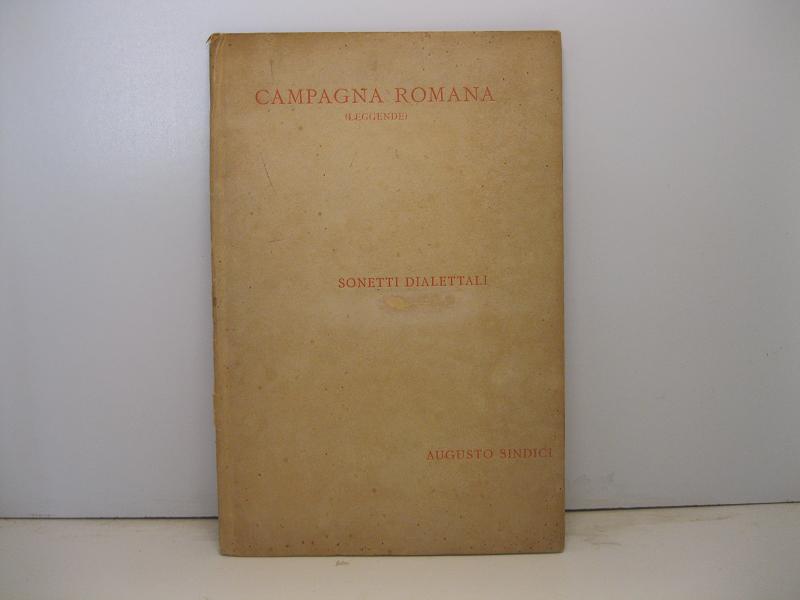 CAMPAGNA ROMANA
(LEGGENDE)
SONETTI DIALETTALI
AUGUSTO SINDICI